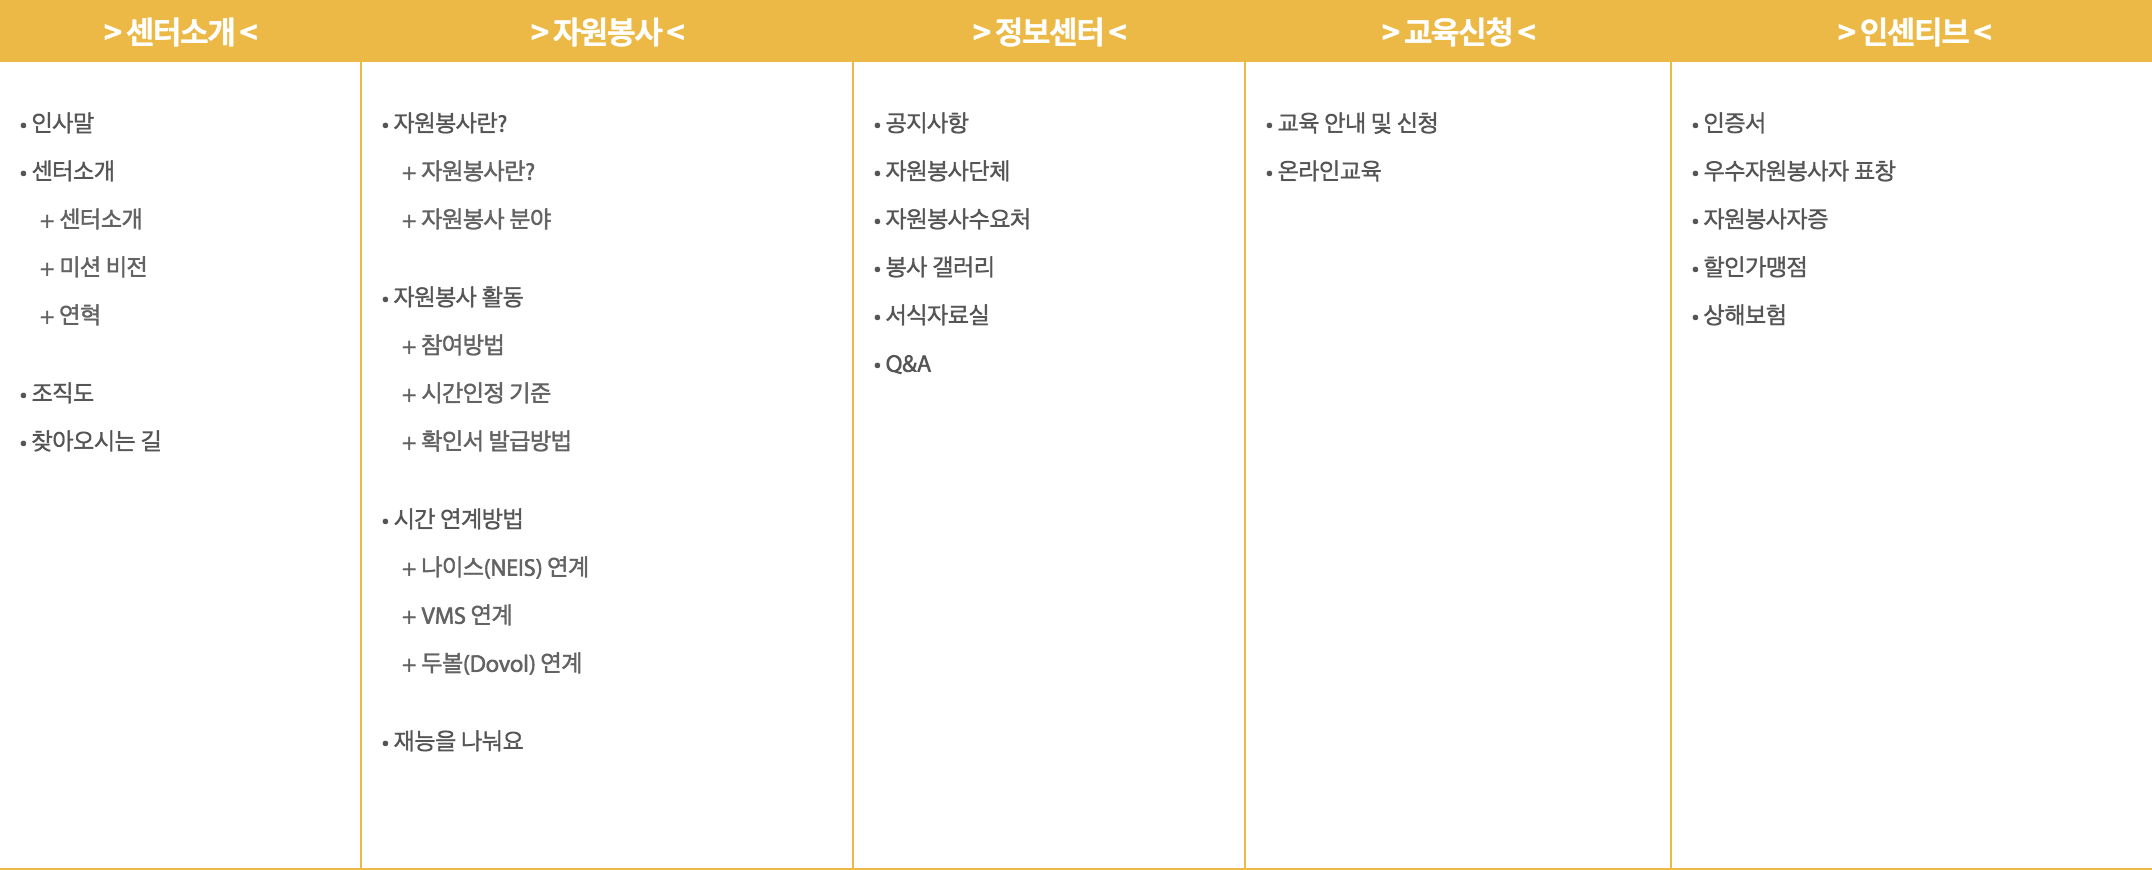 > 센터소개 <
• 인사말
• 센터소개
+ 센터소개
+ 미션 비전
+ 연혁
• 조직도
• 찾아오시는 길
> 자원봉사 <
• 자원봉사란?
+ 자원봉사란?
+ 자원봉사 분야
• 자원봉사 활동
+ 참여방법
+ 시간인정 기준
+ 확인서 발급방법
• 시간 연계방법
+ 나이스(NEIS) 연계
+ VMS 연계
+ 두볼(Dovol) 연계
• 재능을 나눠요
> 정보센터 <
• 공지사항
• 자원봉사단체
• 자원봉사수요처
• 봉사 갤러리
• 서식자료실
• Q&A
> 교육신청 <
• 교육 안내 및 신청
• 온라인교육
> 인센티브 <
• 인증서
• 우수자원봉사자 표창
• 자원봉사자증
• 할인가맹점
• 상해보험